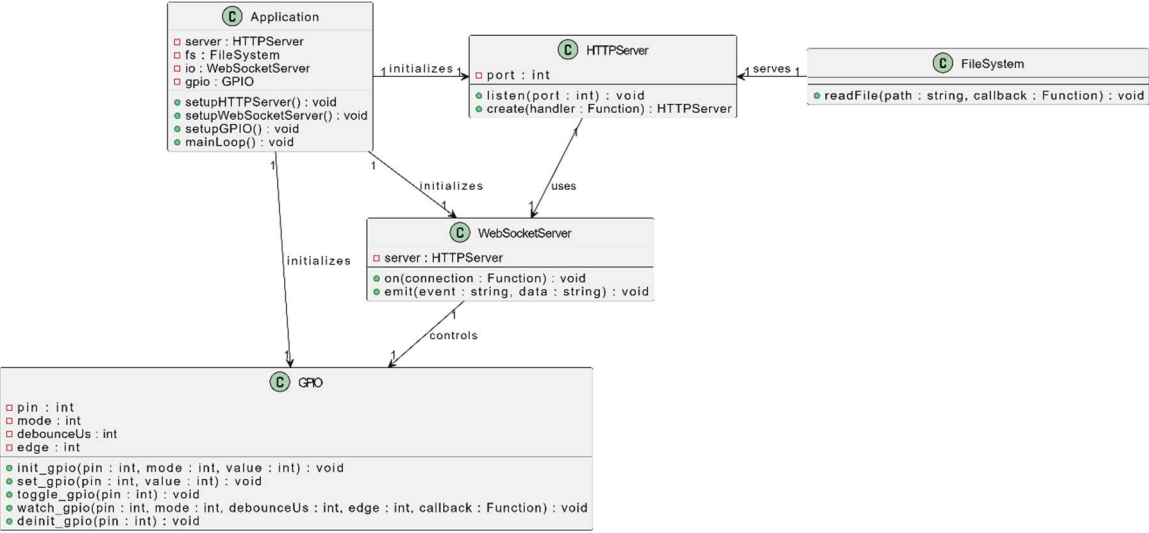 C Application
server : HTTPServer
fs : FileSystem
io : WebSocketServer
gpio : GPIO
setupHTTPServer() : void
setupWebSocketServer() : void
setupGPIO() : void
mainLoop() : void
1 initializes 1
C HTTPServer
port : int
listen(port : int) : void
create(handler : Function) : HTTPServer
1 serves 1
C FileSystem
readFile(path : string, callback : Function) : void
1
initializes
1
1
uses
1
C WebSocketServer
server : HTTPServer
on(connection : Function) : void
emit(event : string, data : string) : void
1
initializes
1
1
controls
1
C GPIO
pin : int
mode : int
debounceUs : int
edge : int
init_gpio(pin : int, mode : int, value : int) : void
set_gpio(pin : int, value : int) : void
toggle_gpio(pin : int) : void
watch_gpio(pin : int, mode : int, debounceUs : int, edge : int, callback : Function) : void
deinit_gpio(pin : int) : void